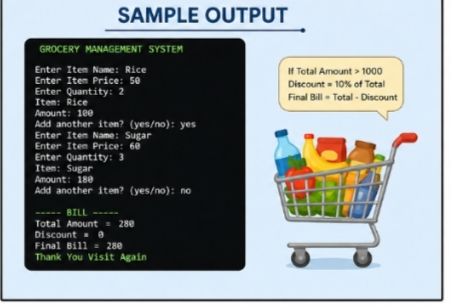 SAMPLE OUTPUT
GROCERY MANAGEMENT SYSTEM
Enter Item Name: Rice
Enter Item Price: 50
Enter Quantity: 2
Item: Rice
Amount: 100
Add another item? (yes/no): yes
Enter Item Name: Sugar
Enter Item Price: 60
Enter Quantity: 3
Item: Sugar
Amount: 180
Add another item? (yes/no): no
----- BILL -----
Total Amount = 280
Discount = 0
Final Bill = 280
Thank You Visit Again
If Total Amount > 1000
Discount = 10% of Total
Final Bill = Total - Discount